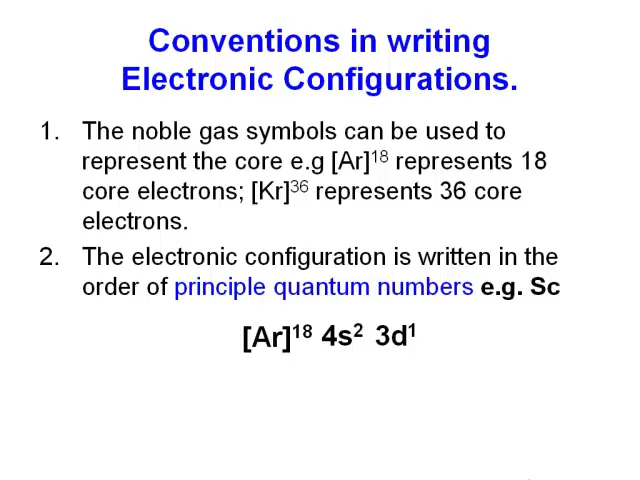 Conventions in writing
Electronic Configurations.
1. The noble gas symbols can be used to
represent the core e.g [Ar]¹⁸ represents 18
core electrons; [Kr]³⁶ represents 36 core
electrons.
2. The electronic configuration is written in the
order of principle quantum numbers e.g. Sc
[Ar]¹⁸ 4s² 3d¹